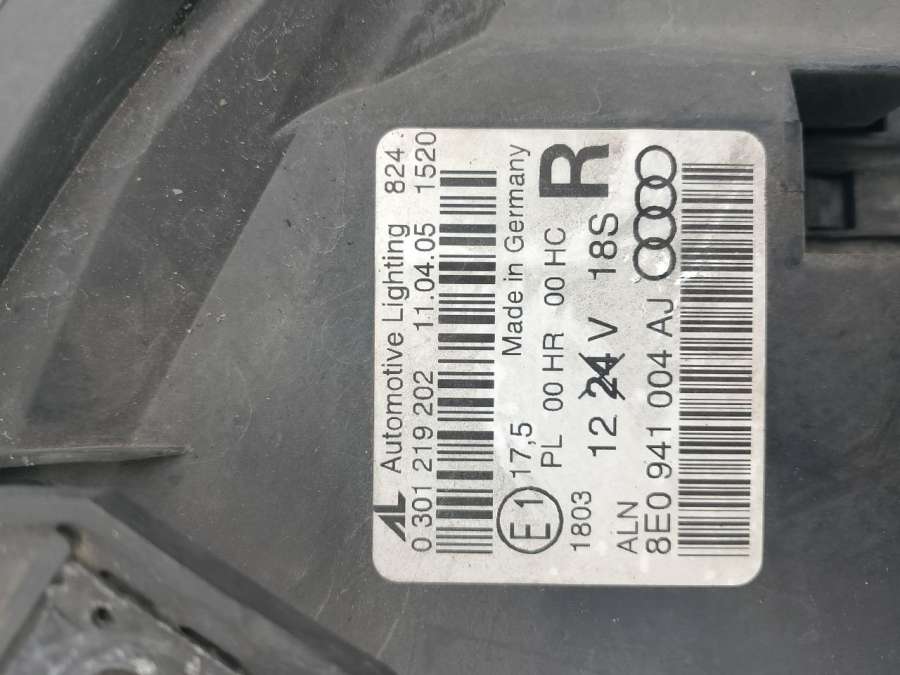 AL Automotive Lighting 824.
0 301 219 202 11.04.05 1520
E1 17,5 Made in Germany
PL 00 HR 00 HC R
1803
12 24 V 18S
ALN
8E0 941 004 AJ